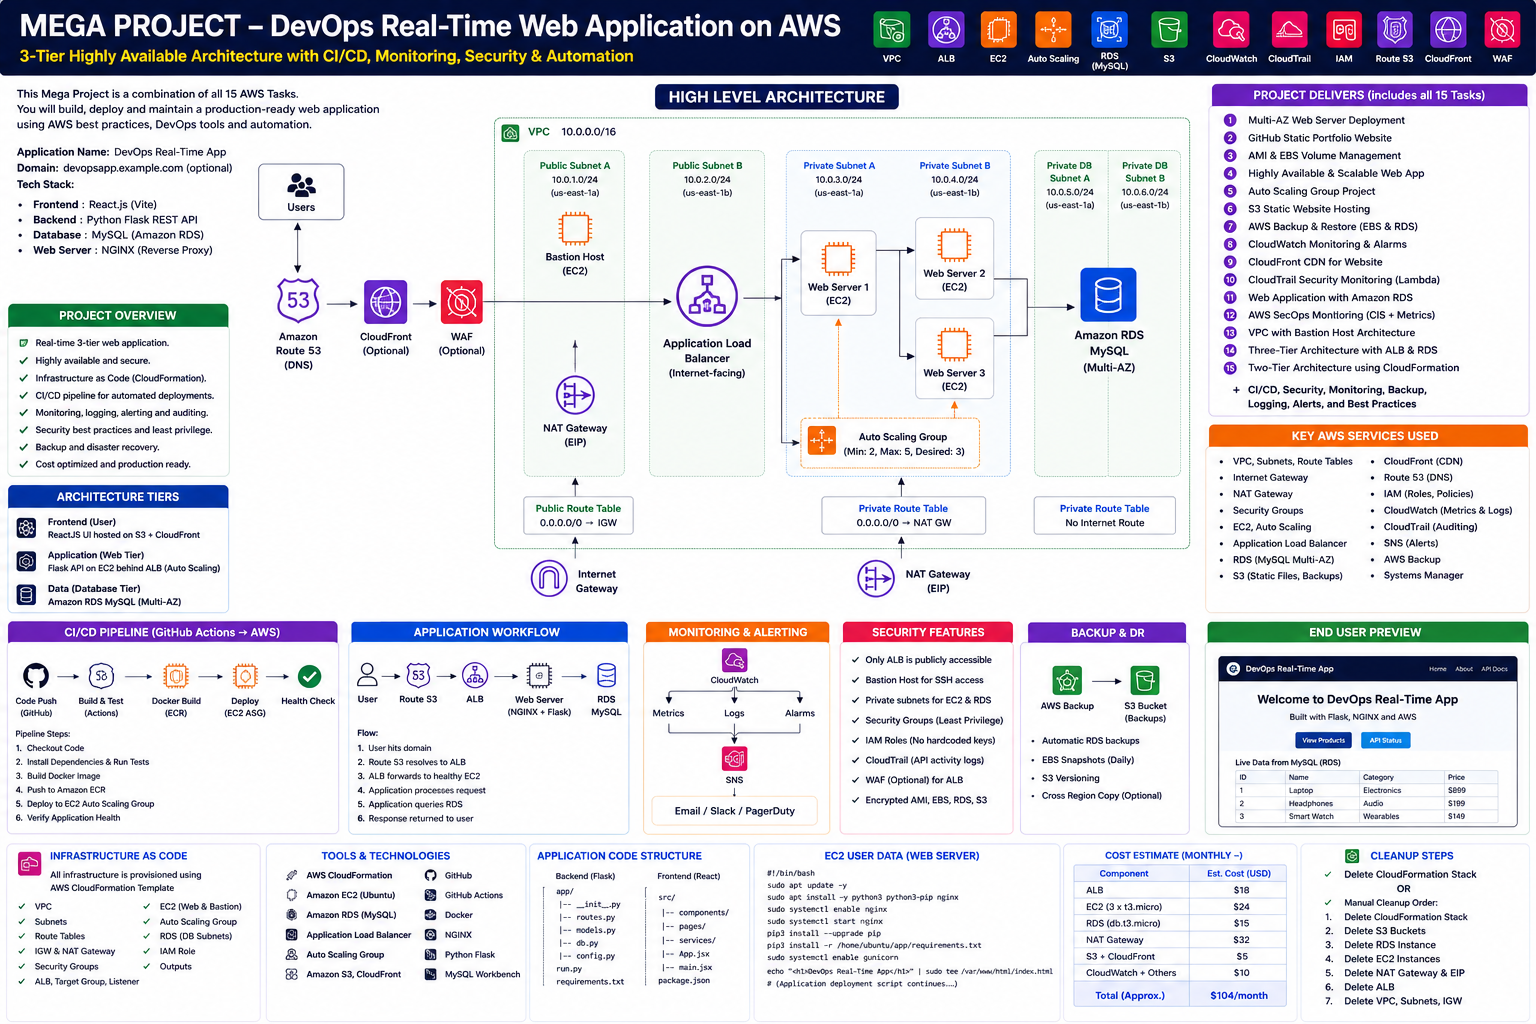 MEGA PROJECT – DevOps Real-Time Web Application on AWS
3-Tier Highly Available Architecture with CI/CD, Monitoring, Security & Automation
VPC
ALB
EC2
Auto Scaling
RDS
(MySQL)
S3
CloudWatch
CloudTrail
IAM
Route S3
CloudFront
WAF
This Mega Project is a combination of all 15 AWS Tasks.
You will build, deploy and maintain a production-ready web application
using AWS best practices, DevOps tools and automation.
Application Name: DevOps Real-Time App
Domain: devopsapp.example.com (optional)
Tech Stack:
• Frontend : React.js (Vite)
• Backend : Python Flask REST API
• Database : MySQL (Amazon RDS)
• Web Server : NGINX (Reverse Proxy)
PROJECT OVERVIEW
Real-time 3-tier web application.
✓ Highly available and secure.
✓ Infrastructure as Code (CloudFormation).
✓ CI/CD pipeline for automated deployments.
✓ Monitoring, logging, alerting and auditing.
✓ Security best practices and least privilege.
✓ Backup and disaster recovery.
✓ Cost optimized and production ready.
ARCHITECTURE TIERS
Frontend (User)
ReactJS UI hosted on S3 + CloudFront
Application (Web Tier)
Flask API on EC2 behind ALB (Auto Scaling)
Data (Database Tier)
Amazon RDS MySQL (Multi-AZ)
HIGH LEVEL ARCHITECTURE
Users
53
Amazon
Route 53
(DNS)
CloudFront
(Optional)
WAF
(Optional)
VPC 10.0.0.0/16
Public Subnet A
10.0.1.0/24
(us-east-1a)
Bastion Host
(EC2)
NAT Gateway
(EIP)
Public Subnet B
10.0.2.0/24
(us-east-1b)
Application Load
Balancer
(Internet-facing)
Private Subnet A
10.0.3.0/24
(us-east-1a)
Private Subnet B
10.0.4.0/24
(us-east-1b)
Web Server 1
(EC2)
Web Server 2
(EC2)
Web Server 3
(EC2)
Auto Scaling Group
(Min: 2, Max: 5, Desired: 3)
Private DB
Subnet A
10.0.5.0/24
(us-east-1a)
Private DB
Subnet B
10.0.6.0/24
(us-east-1b)
Amazon RDS
MySQL
(Multi-AZ)
Public Route Table
0.0.0.0/0 → IGW
Private Route Table
0.0.0.0/0 → NAT GW
Private Route Table
No Internet Route
Internet
Gateway
NAT Gateway
(EIP)
PROJECT DELIVERS (includes all 15 Tasks)
1 Multi-AZ Web Server Deployment
2 GitHub Static Portfolio Website
3 AMI & EBS Volume Management
4 Highly Available & Scalable Web App
5 Auto Scaling Group Project
6 S3 Static Website Hosting
7 AWS Backup & Restore (EBS & RDS)
8 CloudWatch Monitoring & Alarms
9 CloudFront CDN for Website
10 CloudTrail Security Monitoring (Lambda)
11 Web Application with Amazon RDS
12 AWS SecOps Monitoring (CIS + Metrics)
13 VPC with Bastion Host Architecture
14 Three-Tier Architecture with ALB & RDS
15 Two-Tier Architecture using CloudFormation
+ CI/CD, Security, Monitoring, Backup,
Logging, Alerts, and Best Practices
KEY AWS SERVICES USED
• VPC, Subnets, Route Tables
• Internet Gateway
• NAT Gateway
• Security Groups
• EC2, Auto Scaling
• Application Load Balancer
• RDS (MySQL Multi-AZ)
• S3 (Static Files, Backups)
• CloudFront (CDN)
• Route 53 (DNS)
• IAM (Roles, Policies)
• CloudWatch (Metrics & Logs)
• CloudTrail (Auditing)
• SNS (Alerts)
• AWS Backup
• Systems Manager
CI/CD PIPELINE (GitHub Actions → AWS)
Code Push
(GitHub)
Build & Test
(Actions)
Docker Build
(ECR)
Deploy
(EC2 ASG)
Health Check
Pipeline Steps:
1. Checkout Code
2. Install Dependencies & Run Tests
3. Build Docker Image
4. Push to Amazon ECR
5. Deploy to EC2 Auto Scaling Group
6. Verify Application Health
APPLICATION WORKFLOW
User
53
Route S3
ALB
Web Server
(NGINX + Flask)
RDS
MySQL
Flow:
1. User hits domain
2. Route S3 resolves to ALB
3. ALB forwards to healthy EC2
4. Application processes request
5. Application queries RDS
6. Response returned to user
MONITORING & ALERTING
CloudWatch
Metrics
Logs
Alarms
SNS
Email / Slack / PagerDuty
SECURITY FEATURES
✓ Only ALB is publicly accessible
✓ Bastion Host for SSH access
✓ Private subnets for EC2 & RDS
✓ Security Groups (Least Privilege)
✓ IAM Roles (No hardcoded keys)
✓ CloudTrail (API activity logs)
✓ WAF (Optional) for ALB
✓ Encrypted AMI, EBS, RDS, S3
BACKUP & DR
AWS Backup
S3 Bucket
(Backups)
• Automatic RDS backups
• EBS Snapshots (Daily)
• S3 Versioning
• Cross Region Copy (Optional)
END USER PREVIEW
DevOps Real-Time App
Home About API Docs
Welcome to DevOps Real-Time App
Built with Flask, NGINX and AWS
View Products
API Status
Live Data from MySQL (RDS)
ID Name Category Price
1 Laptop Electronics $899
2 Headphones Audio $199
3 Smart Watch Wearables $149
INFRASTRUCTURE AS CODE
All infrastructure is provisioned using
AWS CloudFormation Template
✓ VPC
✓ Subnets
✓ Route Tables
✓ IGW & NAT Gateway
✓ Security Groups
✓ ALB, Target Group, Listener
✓ EC2 (Web & Bastion)
✓ Auto Scaling Group
✓ RDS (DB Subnets)
✓ IAM Role
✓ Outputs
TOOLS & TECHNOLOGIES
AWS CloudFormation
Amazon EC2 (Ubuntu)
Amazon RDS (MySQL)
Application Load Balancer
Auto Scaling Group
Amazon S3, CloudFront
GitHub
GitHub Actions
Docker
NGINX
Python Flask
MySQL Workbench
APPLICATION CODE STRUCTURE
Backend (Flask)
app/
|-- __init__.py
|-- routes.py
|-- models.py
|-- db.py
|-- config.py
run.py
requirements.txt
Frontend (React)
src/
|-- components/
|-- pages/
|-- services/
|-- App.jsx
|-- main.jsx
package.json
EC2 USER DATA (WEB SERVER)
#!/bin/bash
sudo apt update -y
sudo apt install -y python3 python3-pip nginx
sudo systemctl enable nginx
sudo systemctl start nginx
pip3 install --upgrade pip
pip3 install -r /home/ubuntu/app/requirements.txt
sudo systemctl enable gunicorn
echo "<h1>DevOps Real-Time App</h1>" | sudo tee /var/www/html/index.html
# (Application deployment script continues...)
COST ESTIMATE (MONTHLY ~)
Component Est. Cost (USD)
ALB $18
EC2 (3 x t3.micro) $24
RDS (db.t3.micro) $15
NAT Gateway $32
S3 + CloudFront $5
CloudWatch + Others $10
Total (Approx.) $104/month
CLEANUP STEPS
✓ Delete CloudFormation Stack
OR
✓ Manual Cleanup Order:
1. Delete CloudFormation Stack
2. Delete S3 Buckets
3. Delete RDS Instance
4. Delete EC2 Instances
5. Delete NAT Gateway & EIP
6. Delete ALB
7. Delete VPC, Subnets, IGW